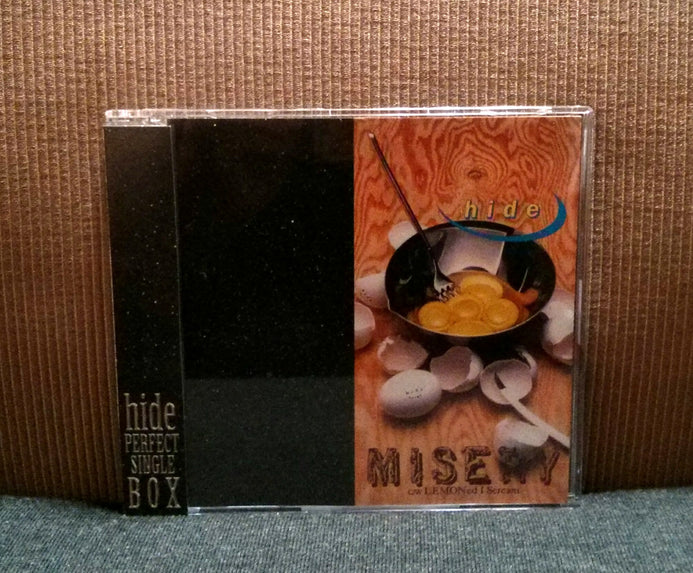 hide
PERFECT
SINGLE
BOX
hide
MISERY
c/w LEMONed I Scream